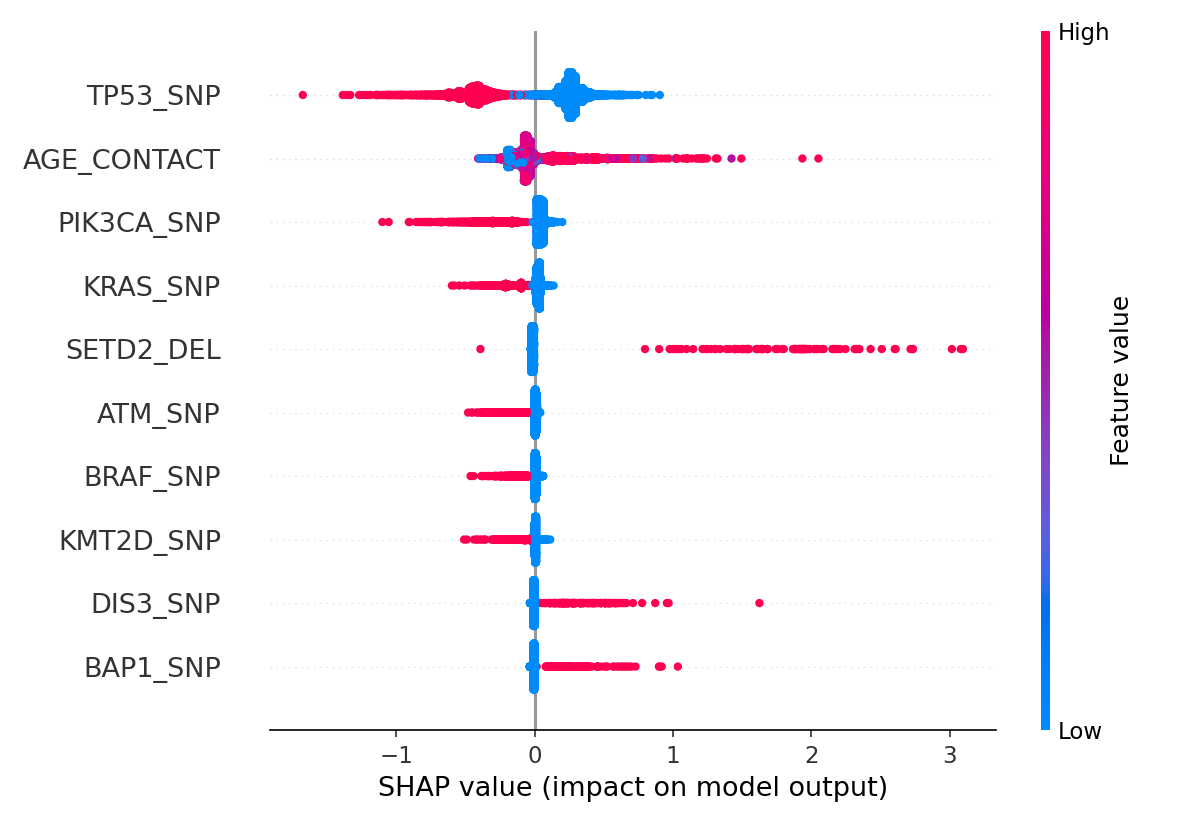 High
TP53_SNP
AGE_CONTACT
PIK3CA_SNP
KRAS_SNP
SETD2_DEL
ATM_SNP
BRAF_SNP
KMT2D_SNP
DIS3_SNP
BAP1_SNP
Feature value
Low
−1 0 1 2 3
SHAP value (impact on model output)